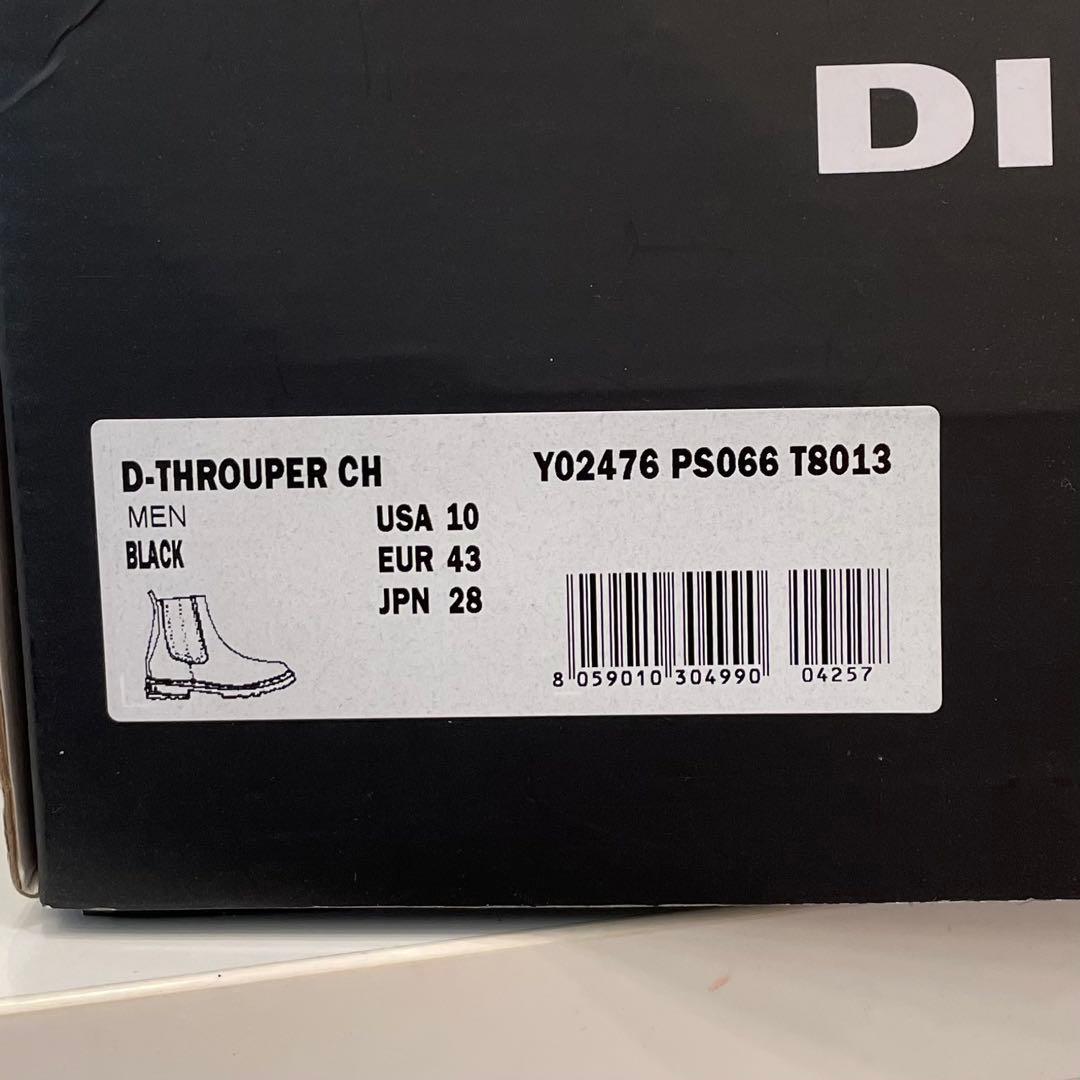 DI
D-THROUPER CH
Y02476 PS066 T8013
MEN
USA 10
BLACK
EUR 43
JPN 28
8 059010 304990 04257